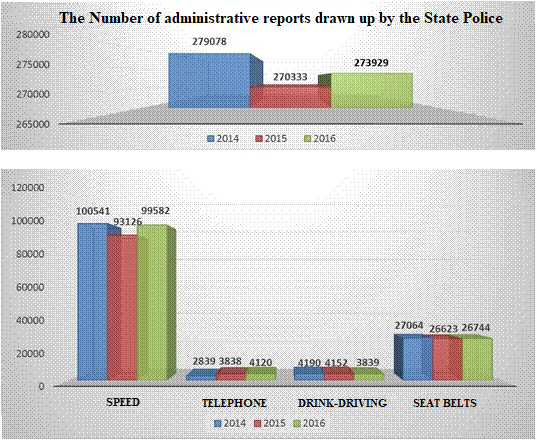 The Number of administrative reports drawn up by the State Police
280000
279078
275000
273929
270333
270000
265000
2014 2015 2016
120000
100541
99582
100000
93126
80000
60000
40000
27064 26623 26744
20000
2839 3838 4120 4190 4152 3839
0
SPEED TELEPHONE DRINK-DRIVING SEAT BELTS
2014 2015 2016